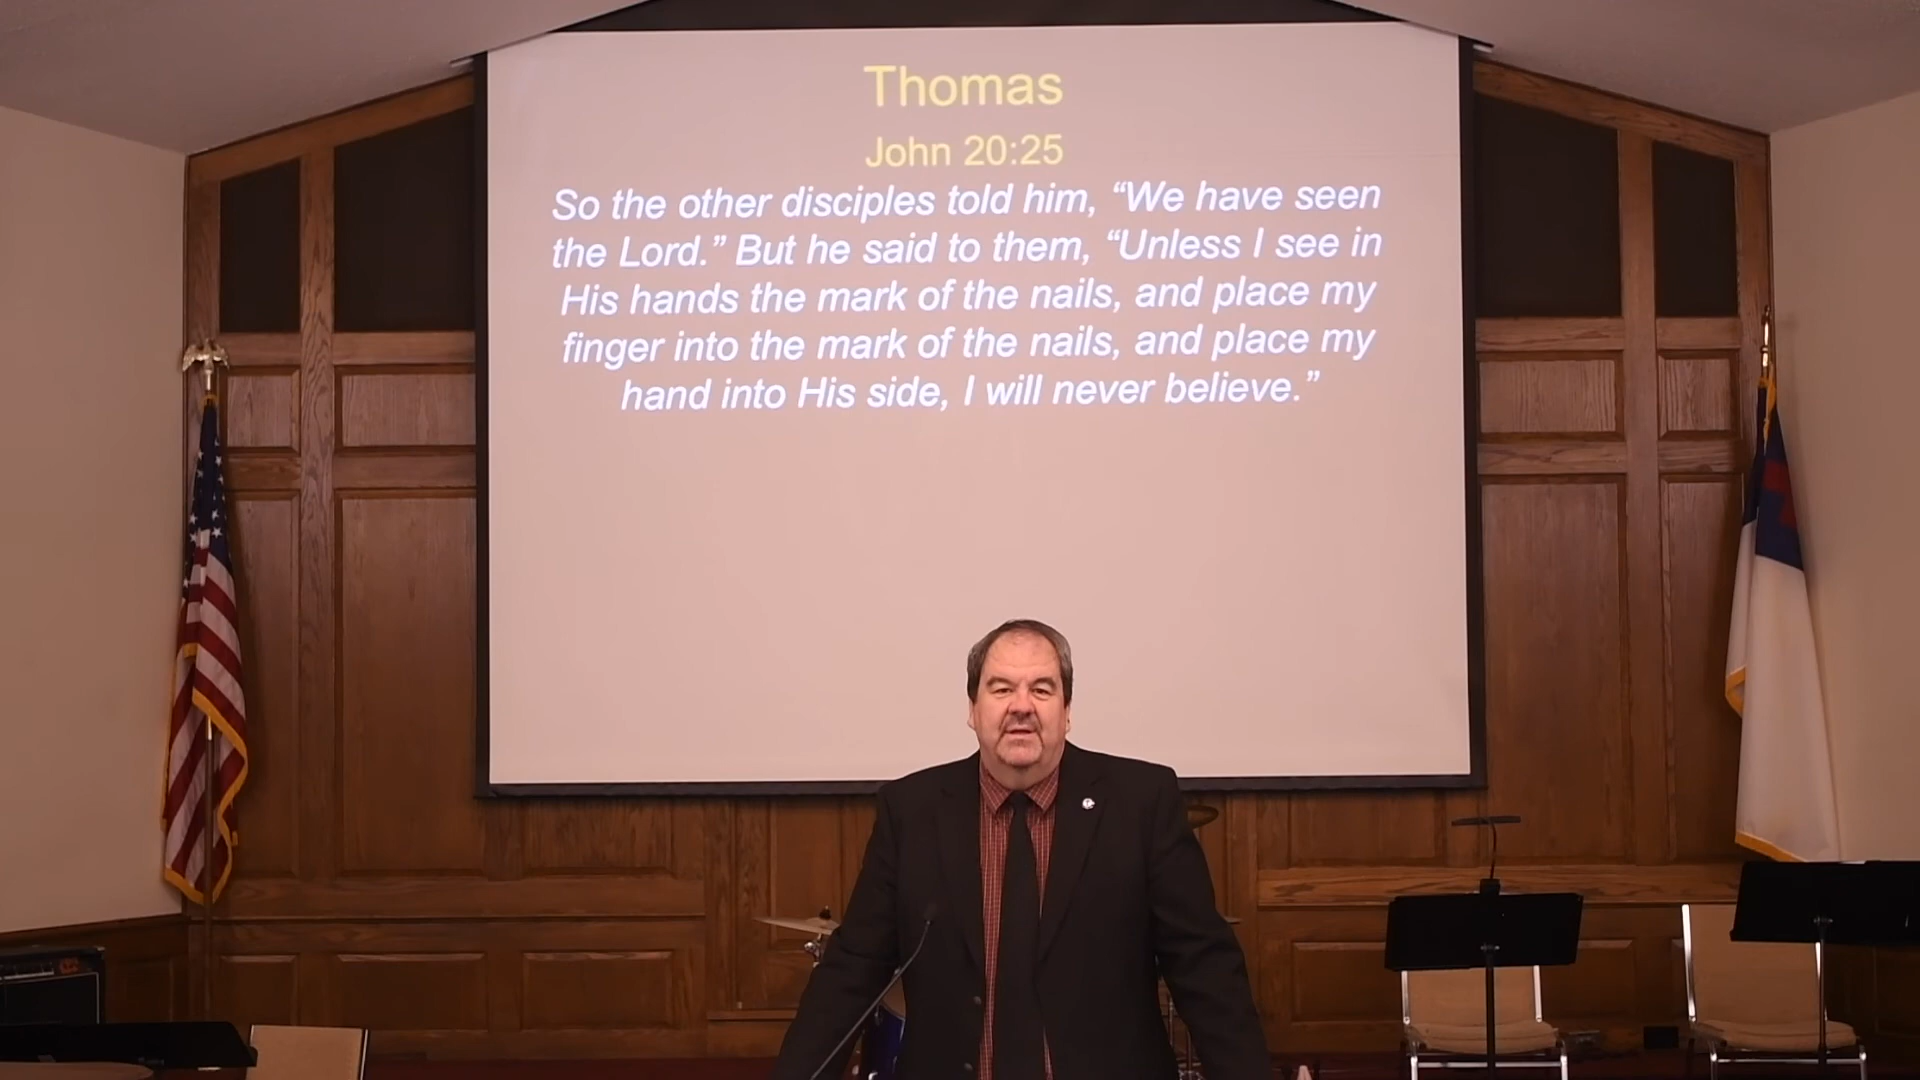 Thomas
John 20:25
So the other disciples told him, “We have seen
the Lord.” But he said to them, “Unless I see in
His hands the mark of the nails, and place my
finger into the mark of the nails, and place my
hand into His side, I will never believe.”